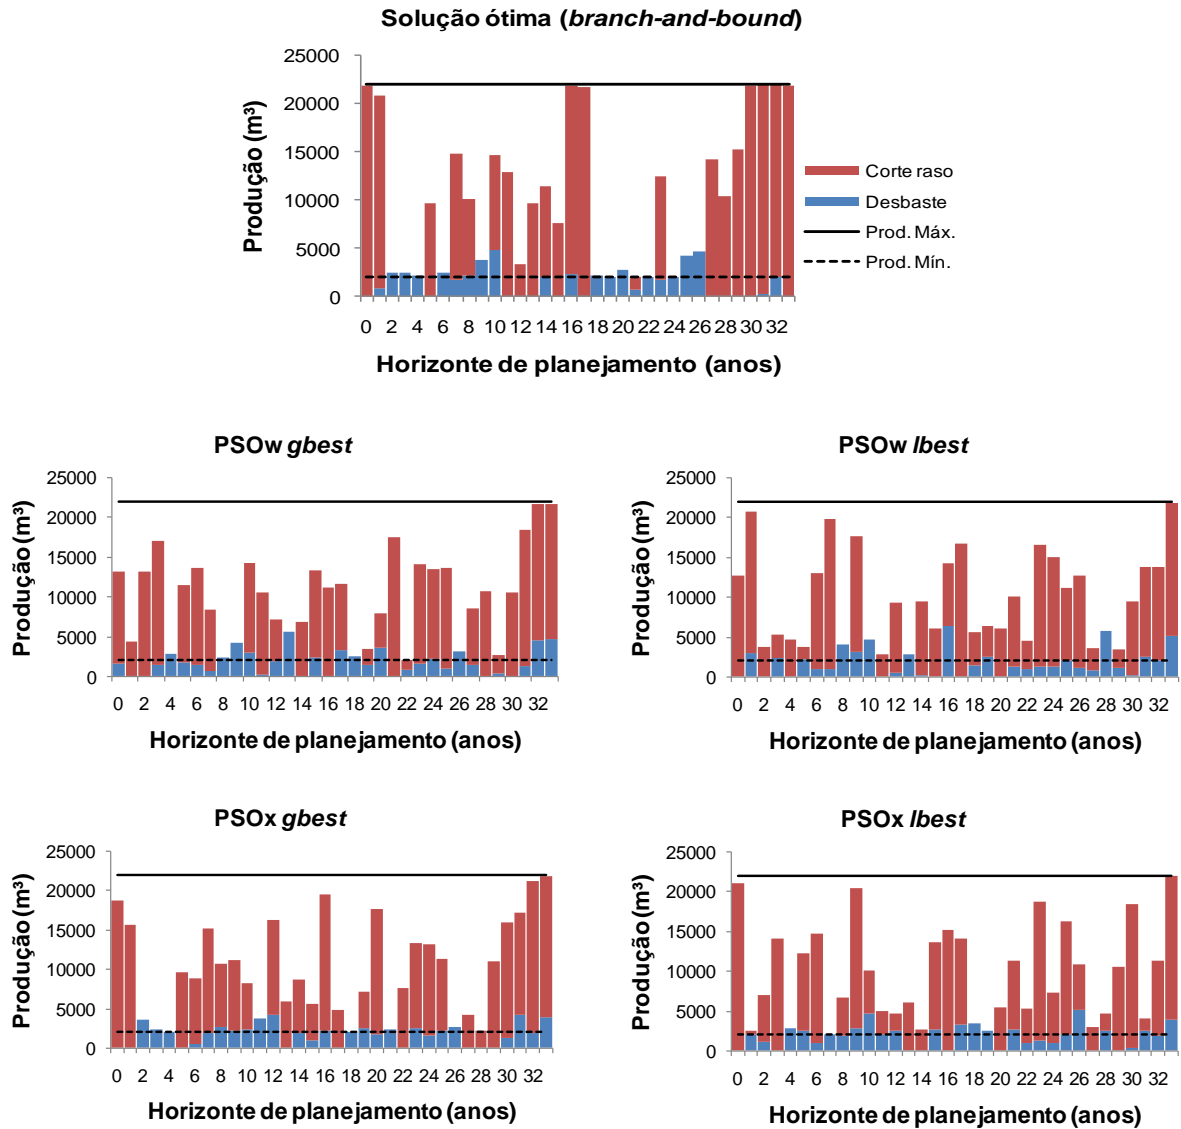 Solução ótima (branch-and-bound)
25000
20000
15000
10000
5000
0
Produção (m³)
0 2 4 6 8 10 12 14 16 18 20 22 24 26 28 30 32
Horizonte de planejamento (anos)
Corte raso
Desbaste
Prod. Máx.
Prod. Mín.
PSOw gbest
25000
20000
15000
10000
5000
0
Produção (m³)
0 2 4 6 8 10 12 14 16 18 20 22 24 26 28 30 32
Horizonte de planejamento (anos)
PSOw lbest
25000
20000
15000
10000
5000
0
Produção (m³)
0 2 4 6 8 10 12 14 16 18 20 22 24 26 28 30 32
Horizonte de planejamento (anos)
PSOx gbest
25000
20000
15000
10000
5000
0
Produção (m³)
0 2 4 6 8 10 12 14 16 18 20 22 24 26 28 30 32
Horizonte de planejamento (anos)
PSOx lbest
25000
20000
15000
10000
5000
0
Produção (m³)
0 2 4 6 8 10 12 14 16 18 20 22 24 26 28 30 32
Horizonte de planejamento (anos)